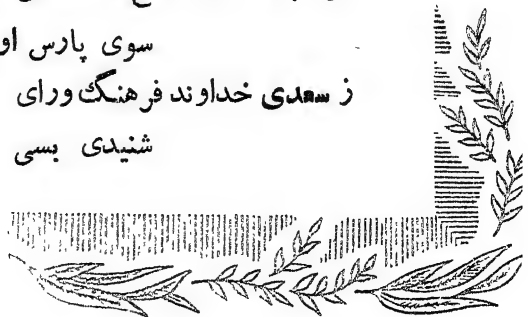 سوی پارس او
ز سعدی خداوند فرهنگ ورای
شنیدی بسی